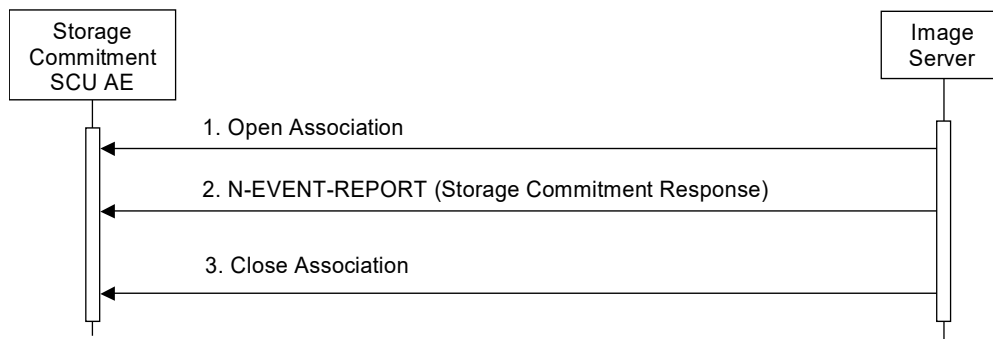 Storage
Commitment
SCU AE
Image
Server
1. Open Association
2. N-EVENT-REPORT (Storage Commitment Response)
3. Close Association